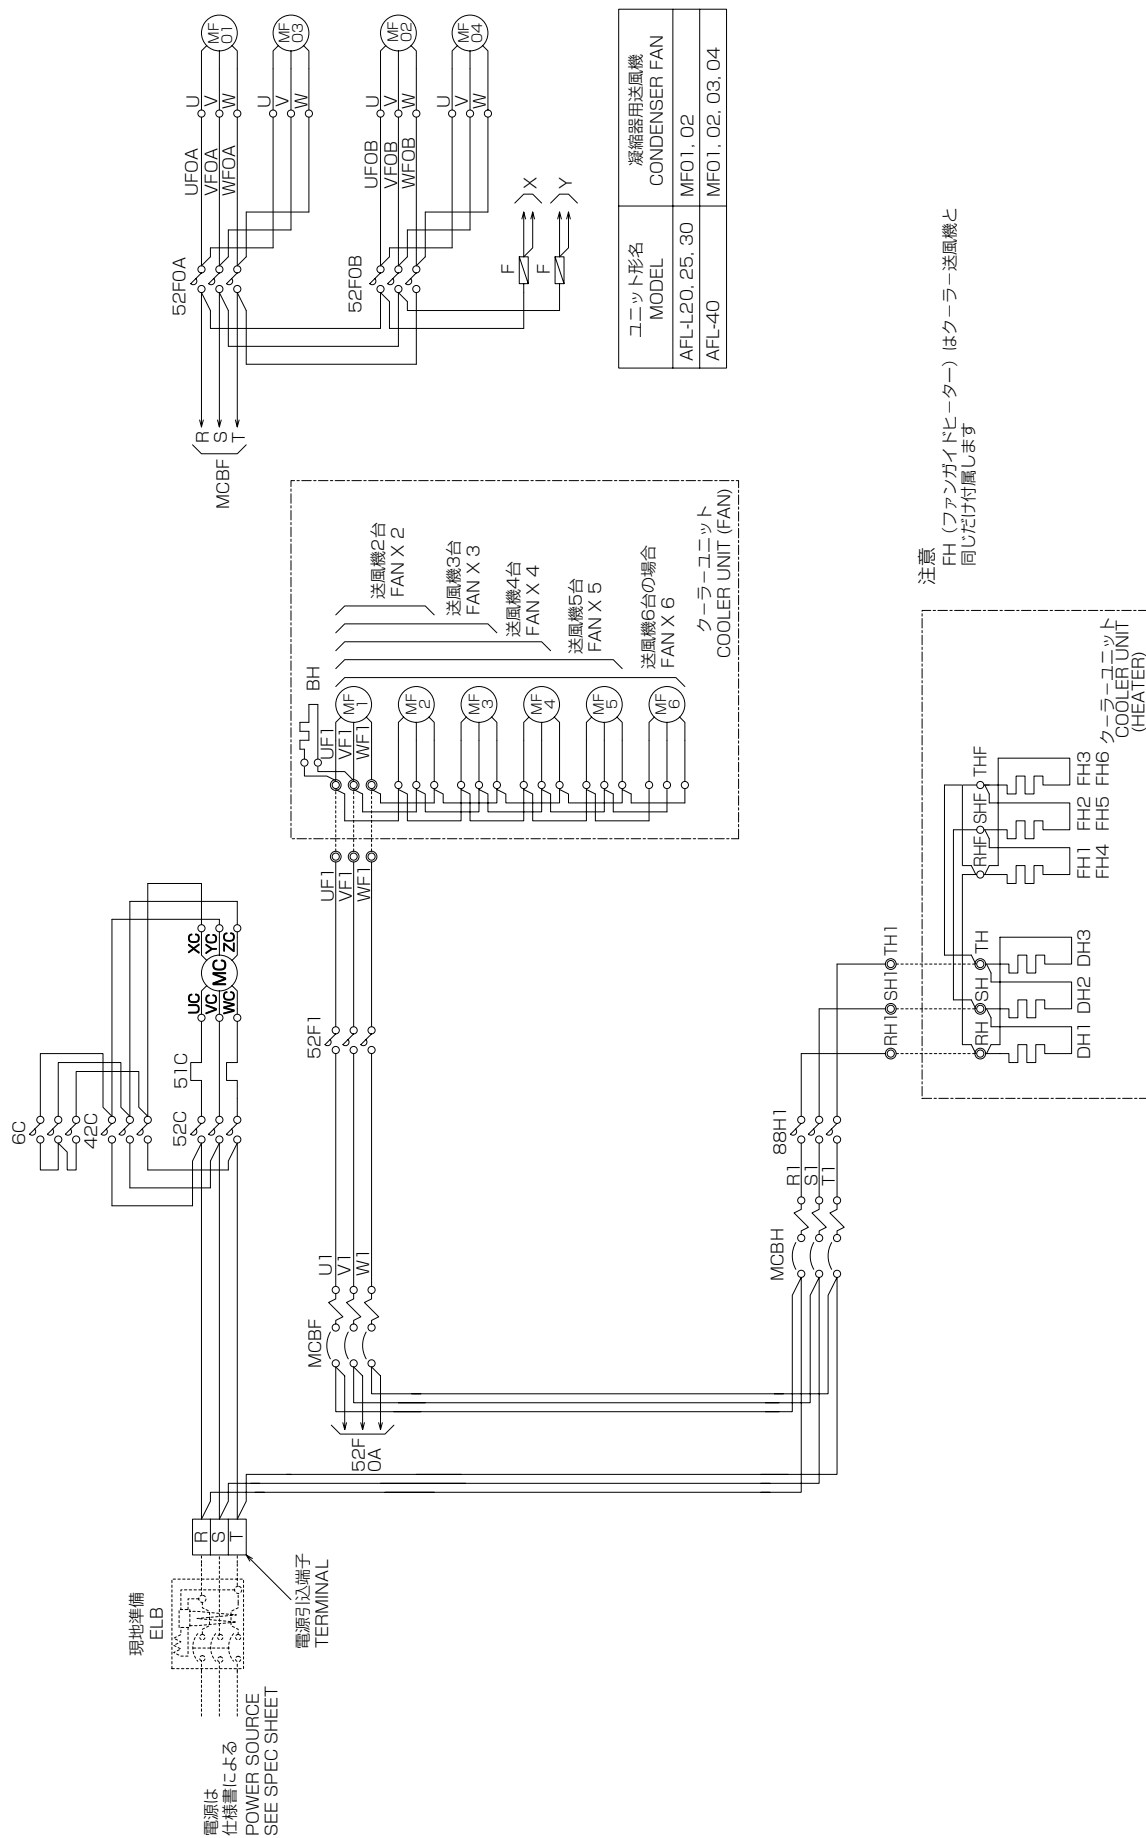 電源は
仕様書による
POWER SOURCE
SEE SPEC SHEET
現地準備
ELB
R
S
T
電源引込端子
TERMINAL
6C
42C
52C
51C
UC
VC
WC
MC
XC
YC
ZC
52F
0A
MCBF
U1
V1
W1
52F1
UF1
VF1
WF1
UF1
VF1
WF1
BH
MF
1
MF
2
MF
3
MF
4
MF
5
MF
6
送風機2台
FAN X 2
送風機3台
FAN X 3
送風機4台
FAN X 4
送風機5台
FAN X 5
送風機6台の場合
FAN X 6
クーラーユニット
COOLER UNIT (FAN)
MCBF
R
S
T
52F0A
UF0A
VF0A
WF0A
U
V
W
MF
01
U
V
W
MF
03
52F0B
UF0B
VF0B
WF0B
U
V
W
MF
02
U
V
W
MF
04
F
X
F
Y
ユニット形名
MODEL
凝縮器用送風機
CONDENSER FAN
AFL-L20, 25, 30
MF01, 02
AFL-40
MF01, 02, 03, 04
MCBH
R1
S1
T1
88H1
RH1
SH1
TH1
RH
SH
TH
DH1
DH2
DH3
RHF
SHF
THF
FH1
FH4
FH2
FH5
FH3
FH6
クーラーユニット
COOLER UNIT
(HEATER)
注意
FH（ファンガイドヒーター）はクーラー送風機と
同じだけ付属します